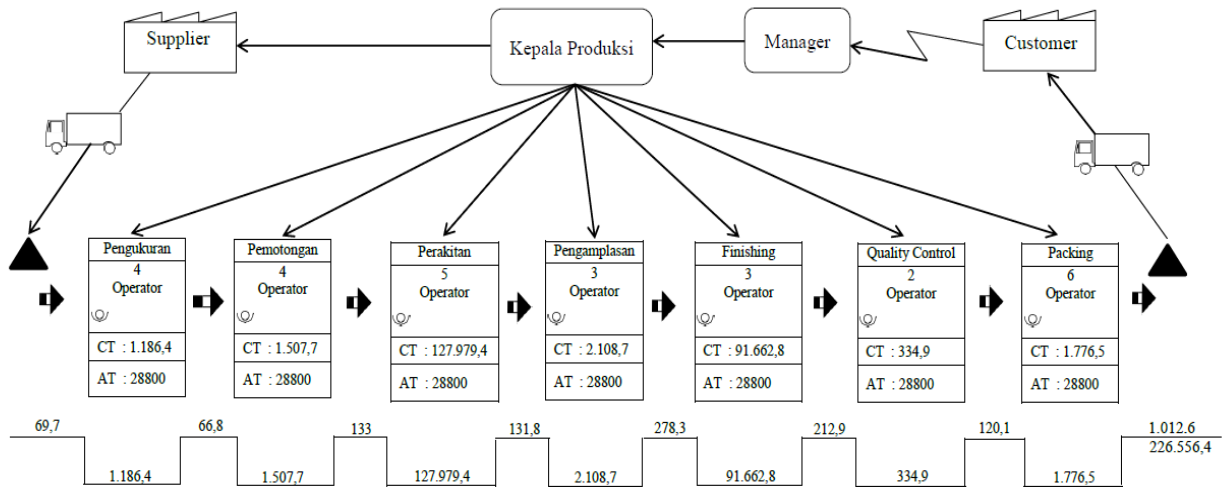 Supplier
Kepala Produksi
Manager
Customer
Pengukuran
4
Operator
CT : 1.186,4
AT : 28800
Pemotongan
4
Operator
CT : 1.507,7
AT : 28800
Perakitan
5
Operator
CT : 127.979,4
AT : 28800
Pengamplasan
3
Operator
CT : 2.108,7
AT : 28800
Finishing
3
Operator
CT : 91.662,8
AT : 28800
Quality Control
2
Operator
CT : 334,9
AT : 28800
Packing
6
Operator
CT : 1.776,5
AT : 28800
69,7
66,8
133
131,8
278,3
212,9
120,1
1.012.6
226.556,4
1.186,4
1.507,7
127.979,4
2.108,7
91.662,8
334,9
1.776,5